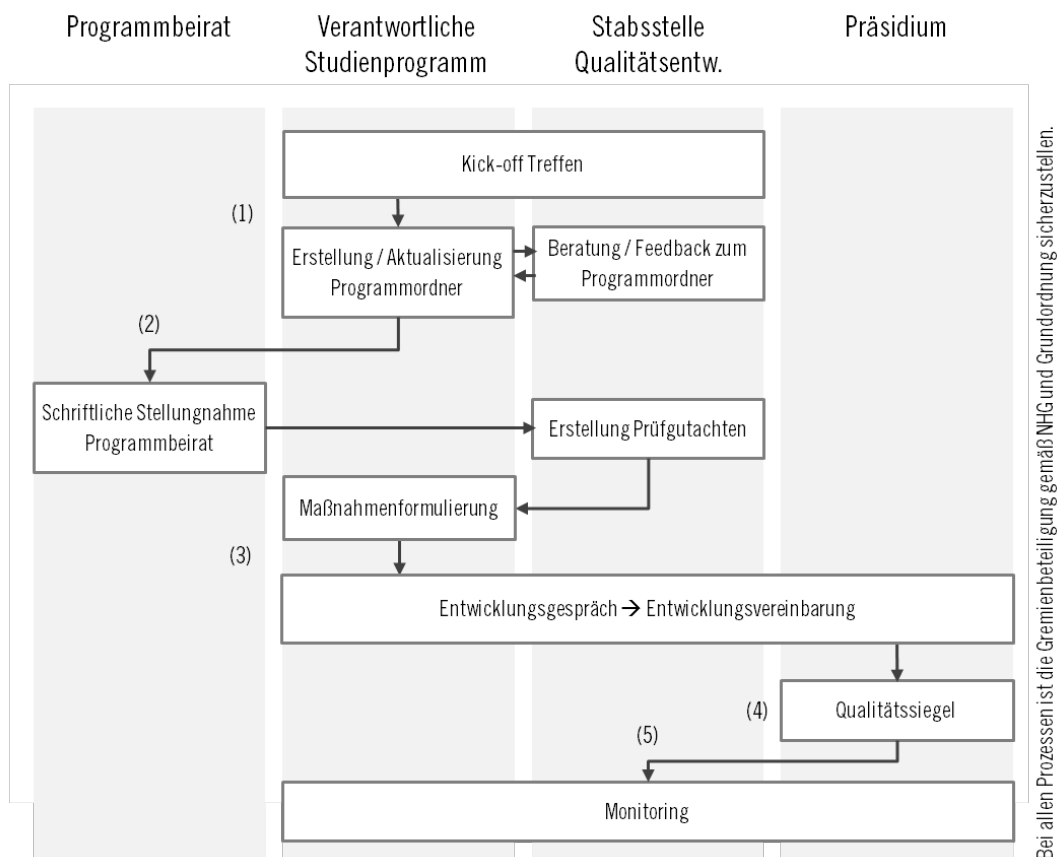 Programmbeirat
Verantwortliche
Studienprogramm
Stabsstelle
Qualitätsentw.
Präsidium
Kick-off Treffen
(1)
Erstellung / Aktualisierung
Programmordner
Beratung / Feedback zum
Programmordner
(2)
Schriftliche Stellungnahme
Programmbeirat
Erstellung Prüfgutachten
Maßnahmenformulierung
(3)
Entwicklungsgespräch → Entwicklungsvereinbarung
(4)
Qualitätssiegel
(5)
Monitoring
Bei allen Prozessen ist die Gremienbeteiligung gemäß NHG und Grundordnung sicherzustellen.